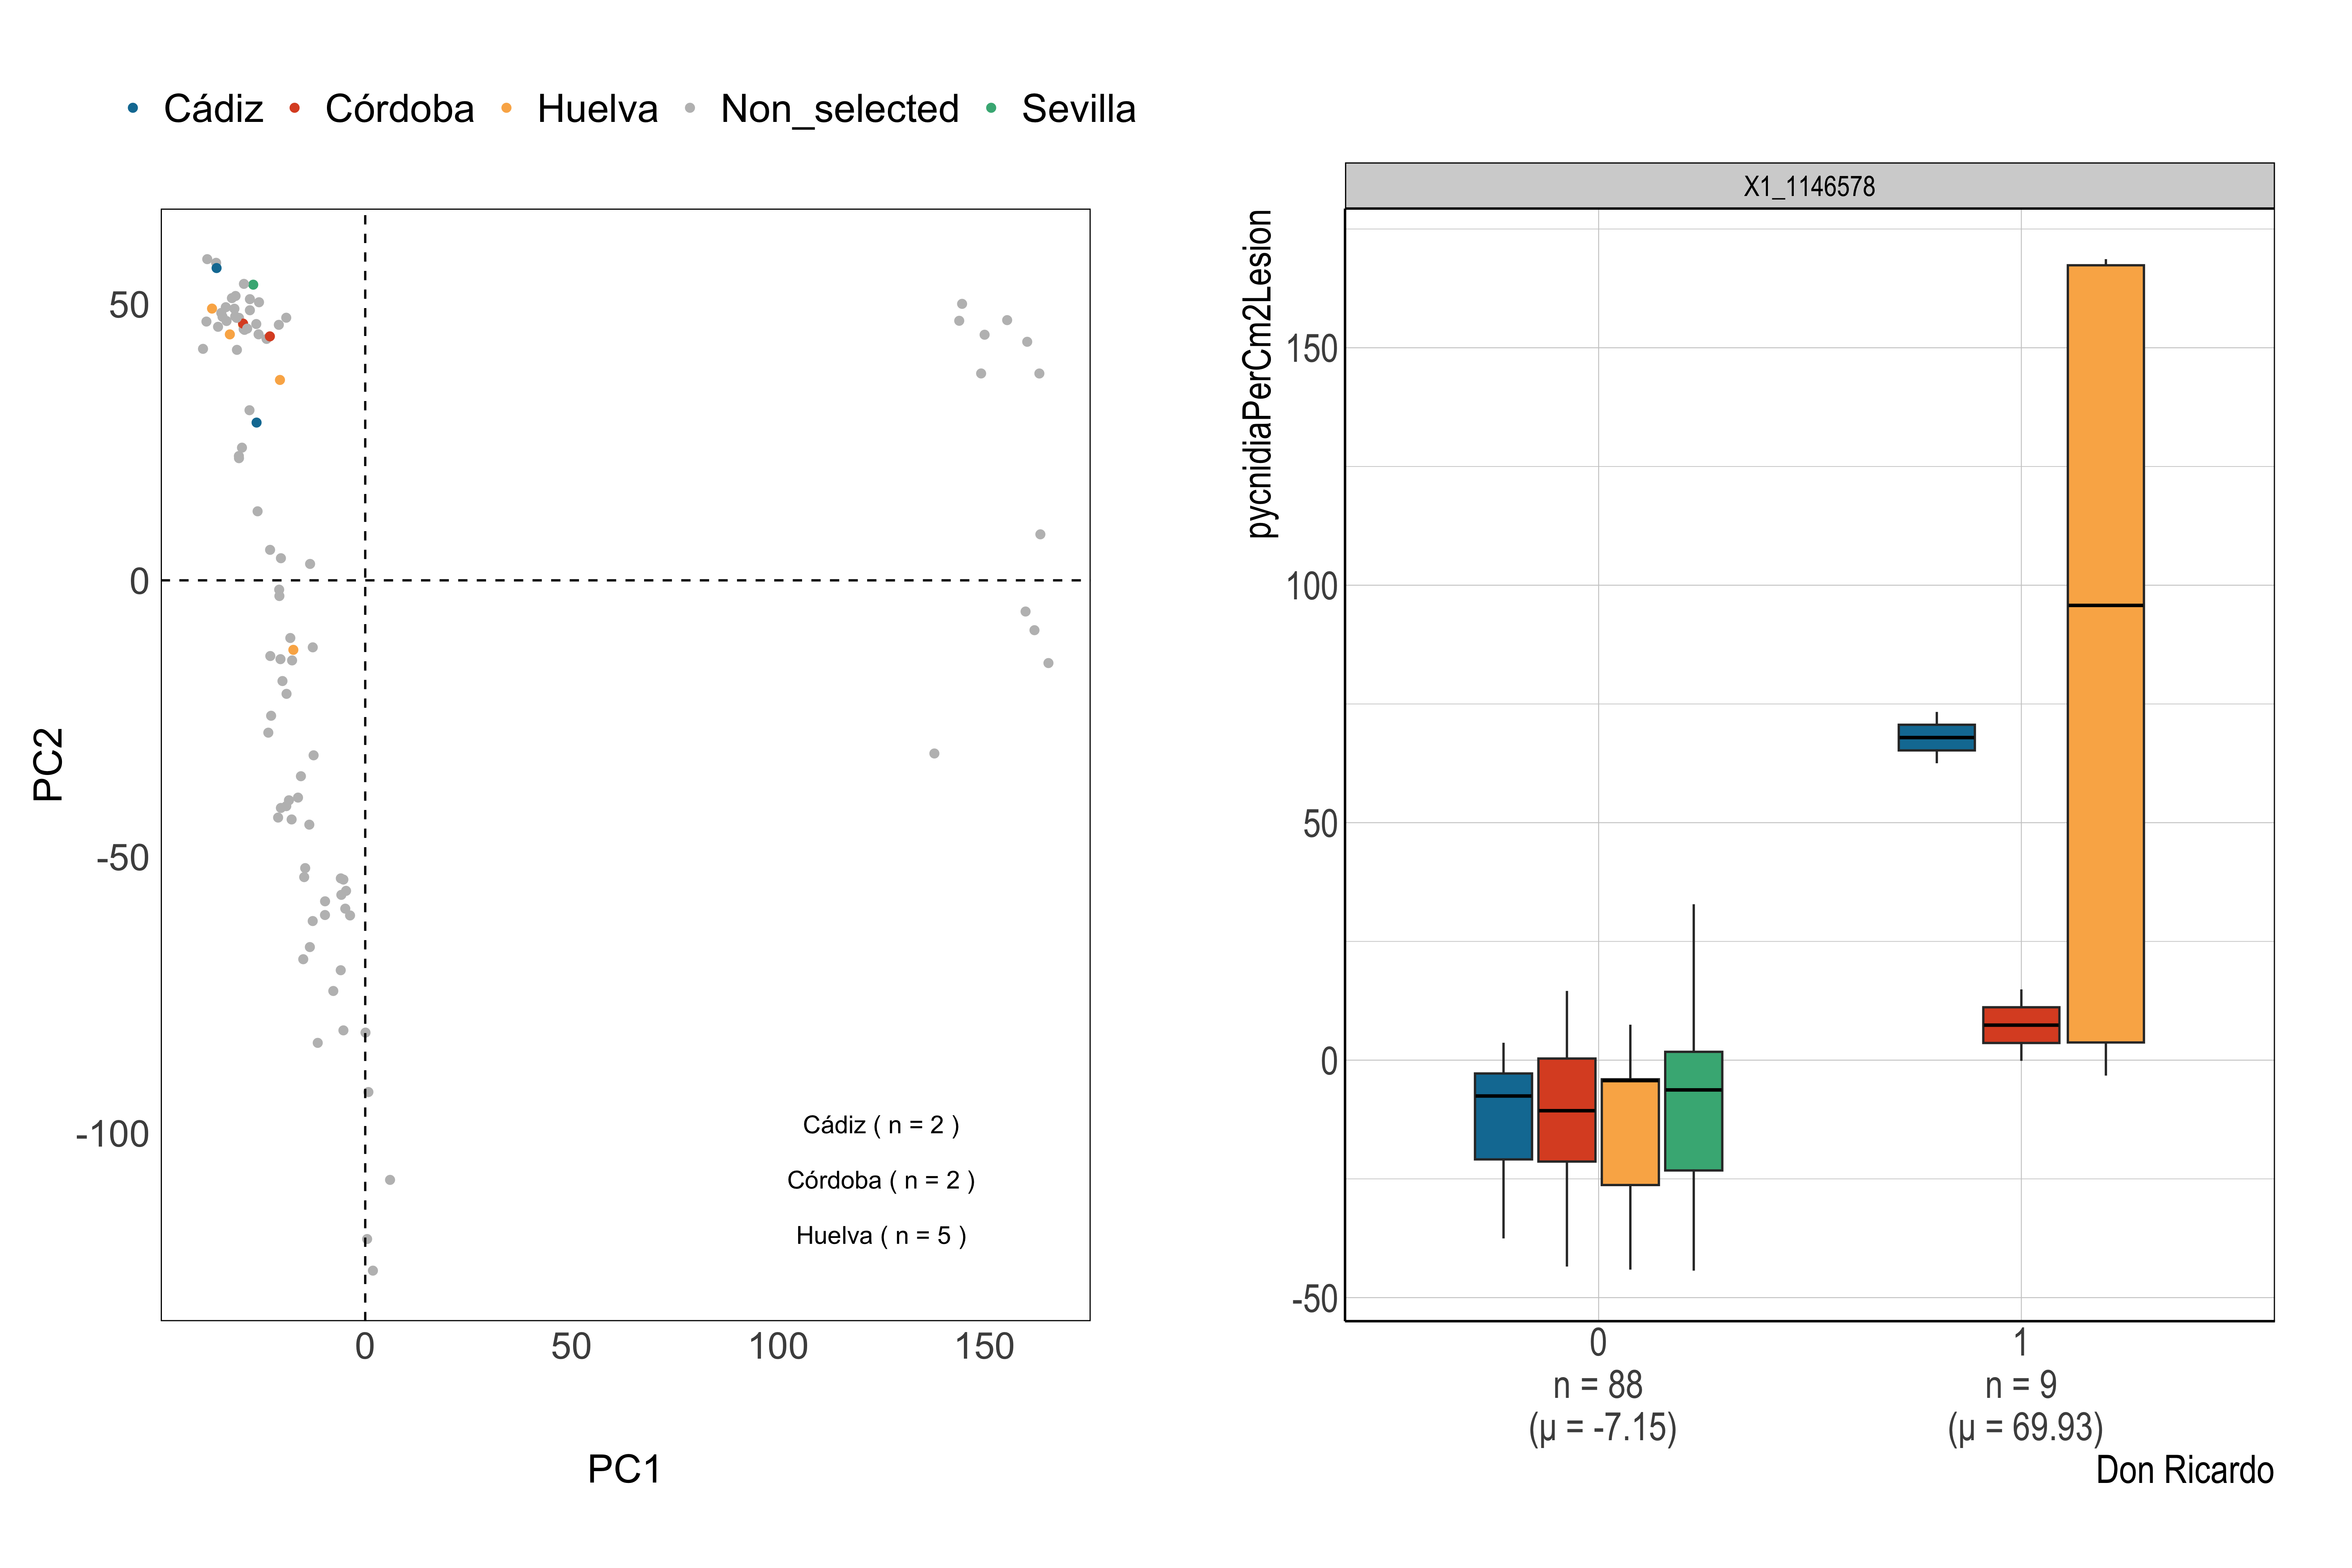 Cádiz Córdoba Huelva Non_selected Sevilla
PC2
50
0
-50
-100
Cádiz ( n = 2 )
Córdoba ( n = 2 )
Huelva ( n = 5 )
0 50 100 150
PC1
X1_1146578
pycnidiaPerCm2Lesion
150
100
50
0
-50
0 1
n = 88 n = 9
(μ = -7.15) (μ = 69.93)
Don Ricardo